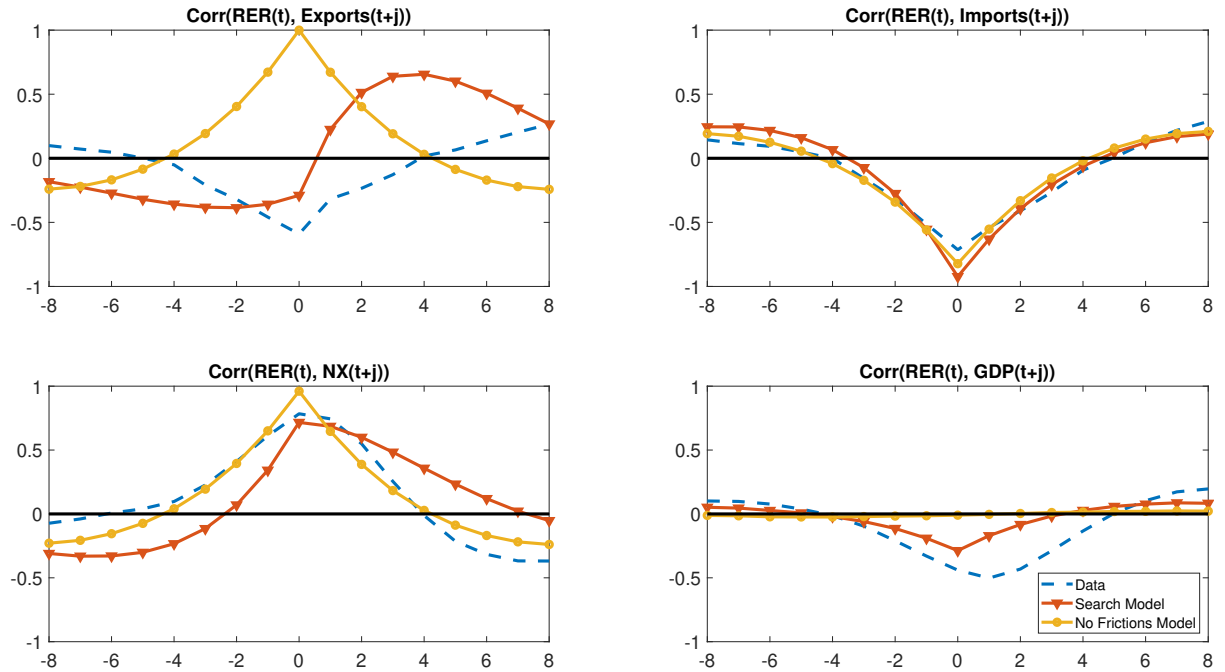 Corr(RER(t), Exports(t+j))
1
0.5
0
-0.5
-1
-8 -6 -4 -2 0 2 4 6 8
Corr(RER(t), Imports(t+j))
1
0.5
0
-0.5
-1
-8 -6 -4 -2 0 2 4 6 8
Corr(RER(t), NX(t+j))
1
0.5
0
-0.5
-1
-8 -6 -4 -2 0 2 4 6 8
Corr(RER(t), GDP(t+j))
1
0.5
0
-0.5
-1
-8 -6 -4 -2 0 2 4 6 8
Data
Search Model
No Frictions Model